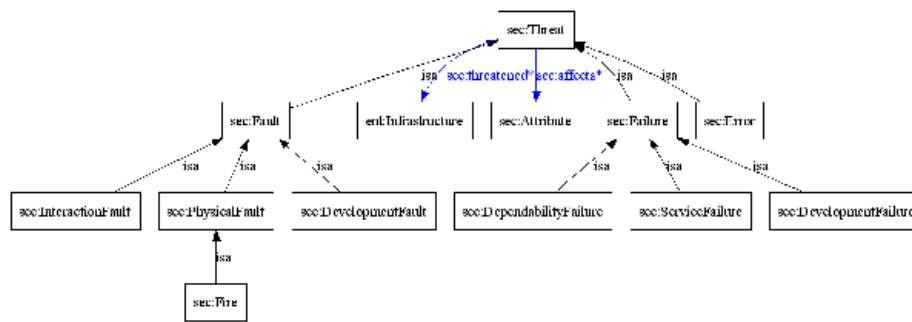 sec:Threat
isa
sec:threatened* sec:affects*
isa
isa
sec:Fault
ent:Infrastructure
sec:Attribute
sec:Failure
sec:Error
isa
isa
isa
isa
isa
isa
sec:InteractionFault
sec:PhysicalFault
sec:DevelopmentFault
sec:DependabilityFailure
sec:ServiceFailure
sec:DevelopmentFailure
isa
sec:Fire